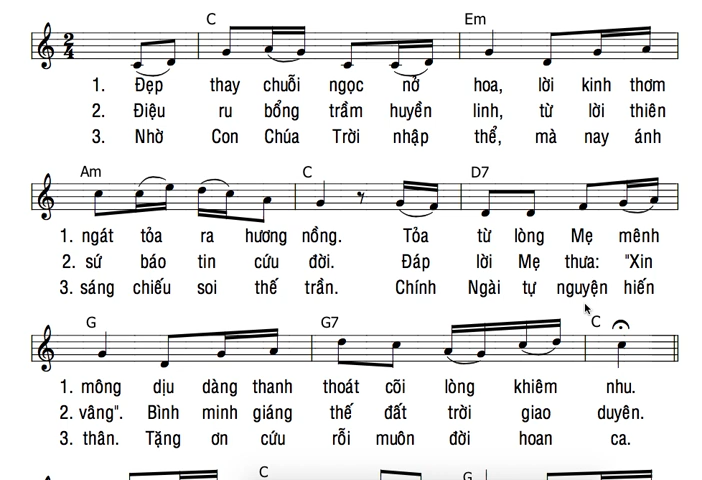 C Em
1. Đẹp thay chuỗi ngọc nở hoa, lời kinh thơm
2. Điệu ru bổng trầm huyền linh, từ lời thiên
3. Nhờ Con Chúa Trời nhập thể, mà nay ánh
Am C D7
1. ngát tỏa ra hương nồng. Tỏa từ lòng Mẹ mênh
2. sứ báo tin cứu đời. Đáp lời Mẹ thưa: "Xin
3. sáng chiếu soi thế trần. Chính Ngài tự nguyện hiến
G G7 C
1. mông dịu dàng thanh thoát cõi lòng khiêm nhu.
2. vâng". Bình minh giáng thế đất trời giao duyên.
3. thân. Tặng ơn cứu rỗi muôn đời hoan ca.
C G